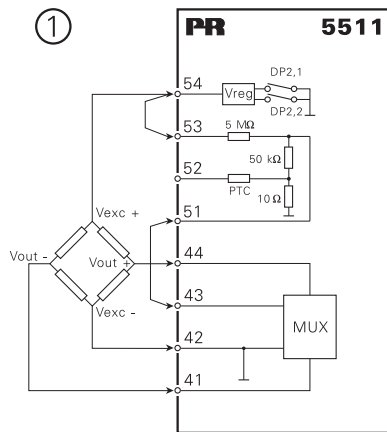 1
PR 5511
54
Vreg
DP2,1
DP2,2
53
5 MΩ
50 kΩ
52
PTC
10 Ω
51
Vexc +
Vout -
Vout +
44
Vexc -
43
MUX
42
41